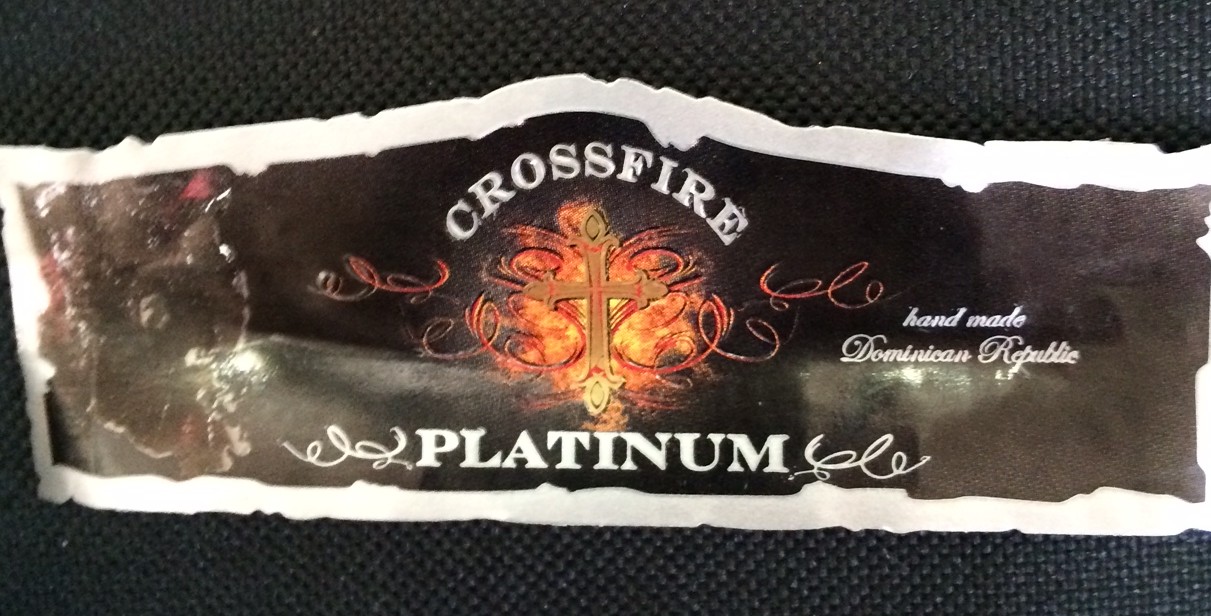 CROSSFIRE
hand made
Dominican Republic
PLATINUM